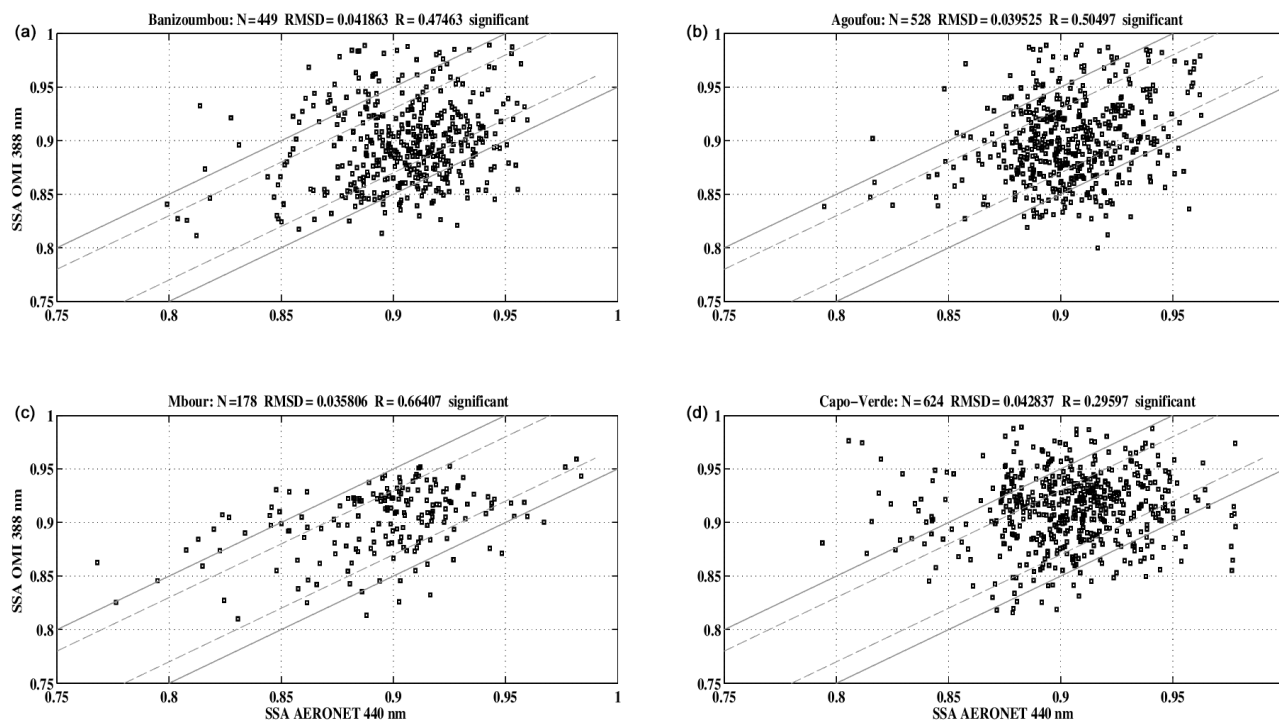 (a) Banizoumbou: N=449 RMSD=0.041863 R=0.47463 significant
1
0.95
0.9
0.85
0.8
0.75
SSA OMI 388 nm
0.75 0.8 0.85 0.9 0.95 1
(b) Agoufou: N=528 RMSD=0.039525 R=0.50497 significant
1
0.95
0.9
0.85
0.8
0.75
0.75 0.8 0.85 0.9 0.95
(c) Mbour: N=178 RMSD=0.035806 R=0.66407 significant
1
0.95
0.9
0.85
0.8
0.75
SSA OMI 388 nm
0.75 0.8 0.85 0.9 0.95 1
SSA AERONET 440 nm
(d) Capo-Verde: N=624 RMSD=0.042837 R=0.29597 significant
1
0.95
0.9
0.85
0.8
0.75
0.75 0.8 0.85 0.9 0.95
SSA AERONET 440 nm